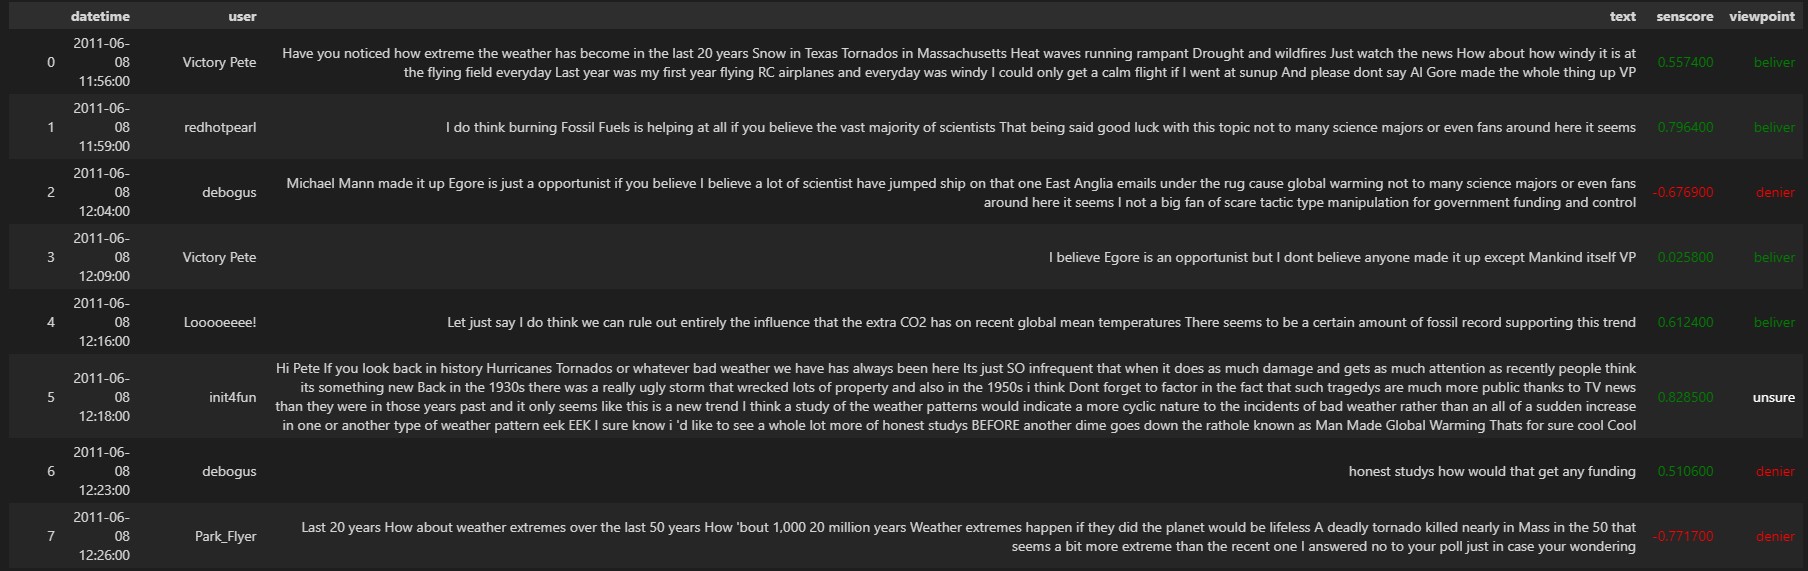 datetime user text senscore viewpoint
0 2011-06-08 11:56:00 Victory Pete Have you noticed how extreme the weather has become in the last 20 years Snow in Texas Tornados in Massachusetts Heat waves running rampant Drought and wildfires Just watch the news How about how windy it is at
the flying field everyday Last year was my first year flying RC airplanes and everyday was windy I could only get a calm flight if I went at sunup And please dont say Al Gore made the whole thing up VP 0.557400 beliver
1 2011-06-08 11:59:00 redhotpearl I do think burning Fossil Fuels is helping at all if you believe the vast majority of scientists That being said good luck with this topic not to many science majors or even fans around here it seems 0.796400 beliver
2 2011-06-08 12:04:00 debogus Michael Mann made it up Egore is just a opportunist if you believe I believe a lot of scientist have jumped ship on that one East Anglia emails under the rug cause global warming not to many science majors or even fans
around here it seems I not a big fan of scare tactic type manipulation for government funding and control -0.676900 denier
3 2011-06-08 12:09:00 Victory Pete I believe Egore is an opportunist but I dont believe anyone made it up except Mankind itself VP 0.025800 beliver
4 2011-06-08 12:16:00 Looooeeee! Let just say I do think we can rule out entirely the influence that the extra CO2 has on recent global mean temperatures There seems to be a certain amount of fossil record supporting this trend 0.612400 beliver
5 2011-06-08 12:18:00 init4fun Hi Pete If you look back in history Hurricanes Tornados or whatever bad weather we have has always been here Its just SO infrequent that when it does as much damage and gets as much attention as recently people think
its something new Back in the 1930s there was a really ugly storm that wrecked lots of property and also in the 1950s i think Dont forget to factor in the fact that such tragedys are much more public thanks to TV news
than they were in those years past and it only seems like this is a new trend I think a study of the weather patterns would indicate a more cyclic nature to the incidents of bad weather rather than an all of a sudden increase
in one or another type of weather pattern eek EEK I sure know i 'd like to see a whole lot more of honest studys BEFORE another dime goes down the rathole known as Man Made Global Warming Thats for sure cool Cool 0.828500 unsure
6 2011-06-08 12:23:00 debogus honest studys how would that get any funding 0.510600 denier
7 2011-06-08 12:26:00 Park_Flyer Last 20 years How about weather extremes over the last 50 years How 'bout 1,000 20 million years Weather extremes happen if they did the planet would be lifeless A deadly tornado killed nearly in Mass in the 50 that
seems a bit more extreme than the recent one I answered no to your poll just in case your wondering -0.771700 denier